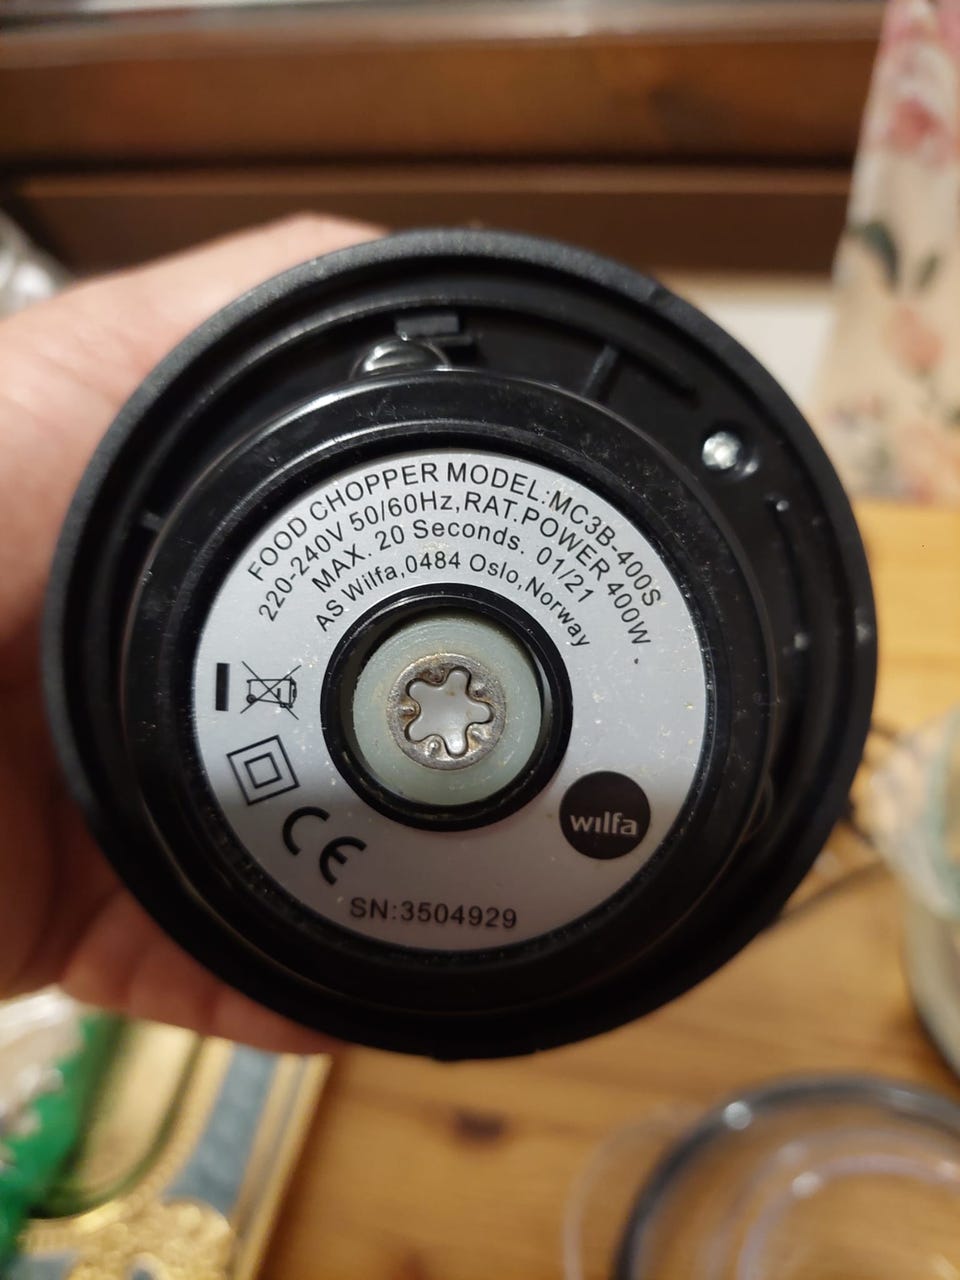 FOOD CHOPPER MODEL:MC3B-400S
220-240V 50/60Hz,RAT.POWER 400W
MAX. 20 Seconds. 01/21
AS Wilfa,0484 Oslo,Norway
CE
wilfa
SN:3504929